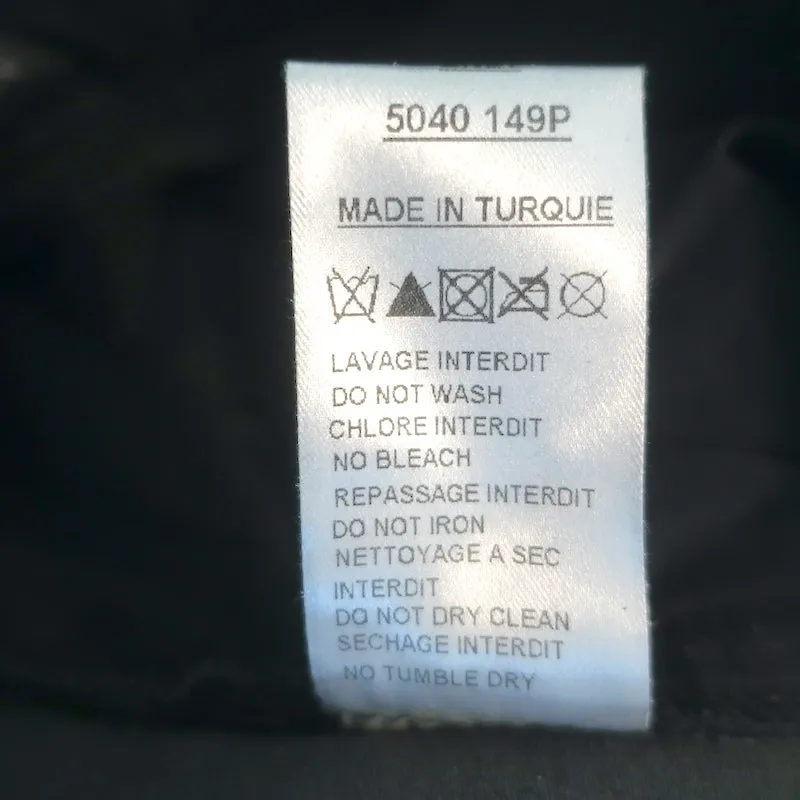 5040 149P
MADE IN TURQUIE
LAVAGE INTERDIT
DO NOT WASH
CHLORE INTERDIT
NO BLEACH
REPASSAGE INTERDIT
DO NOT IRON
NETTOYAGE A SEC
INTERDIT
DO NOT DRY CLEAN
SECHAGE INTERDIT
NO TUMBLE DRY